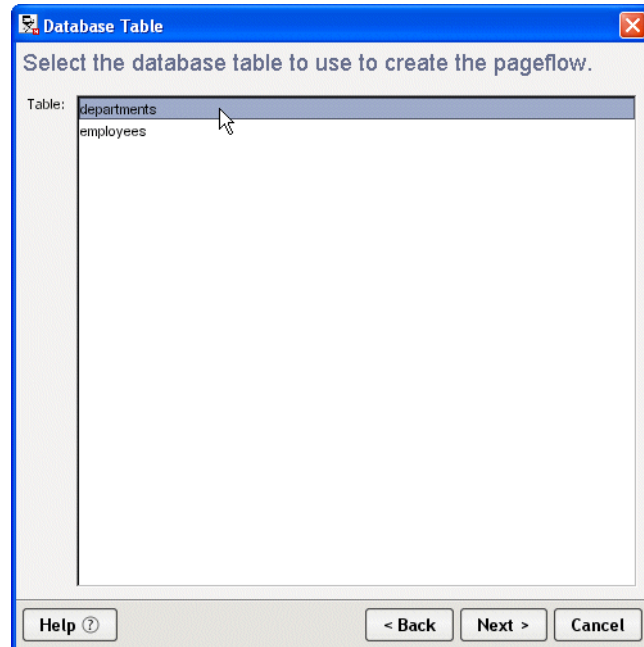 Database Table
Select the database table to use to create the pageflow.
Table:
departments
employees
Help ?
< Back
Next >
Cancel